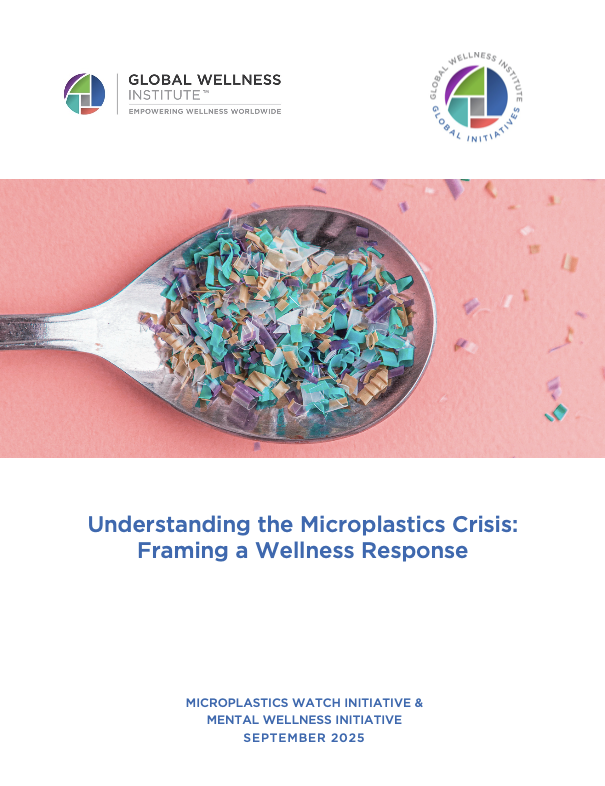 GLOBAL WELLNESS
INSTITUTE™
EMPOWERING WELLNESS WORLDWIDE
GLOBAL WELLNESS INSTITUTE
GLOBAL INITIATIVES
Understanding the Microplastics Crisis:
Framing a Wellness Response
MICROPLASTICS WATCH INITIATIVE &
MENTAL WELLNESS INITIATIVE
SEPTEMBER 2025